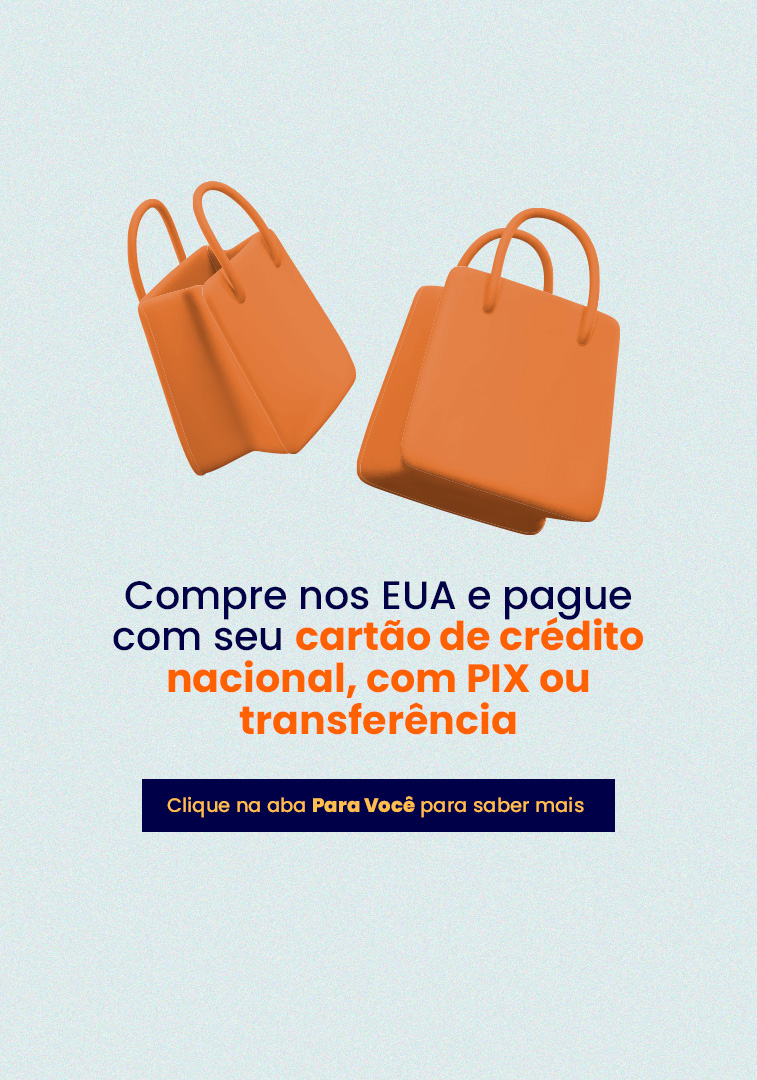 Compre nos EUA e pague
com seu cartão de crédito
nacional, com PIX ou
transferência
Clique na aba Para Você para saber mais